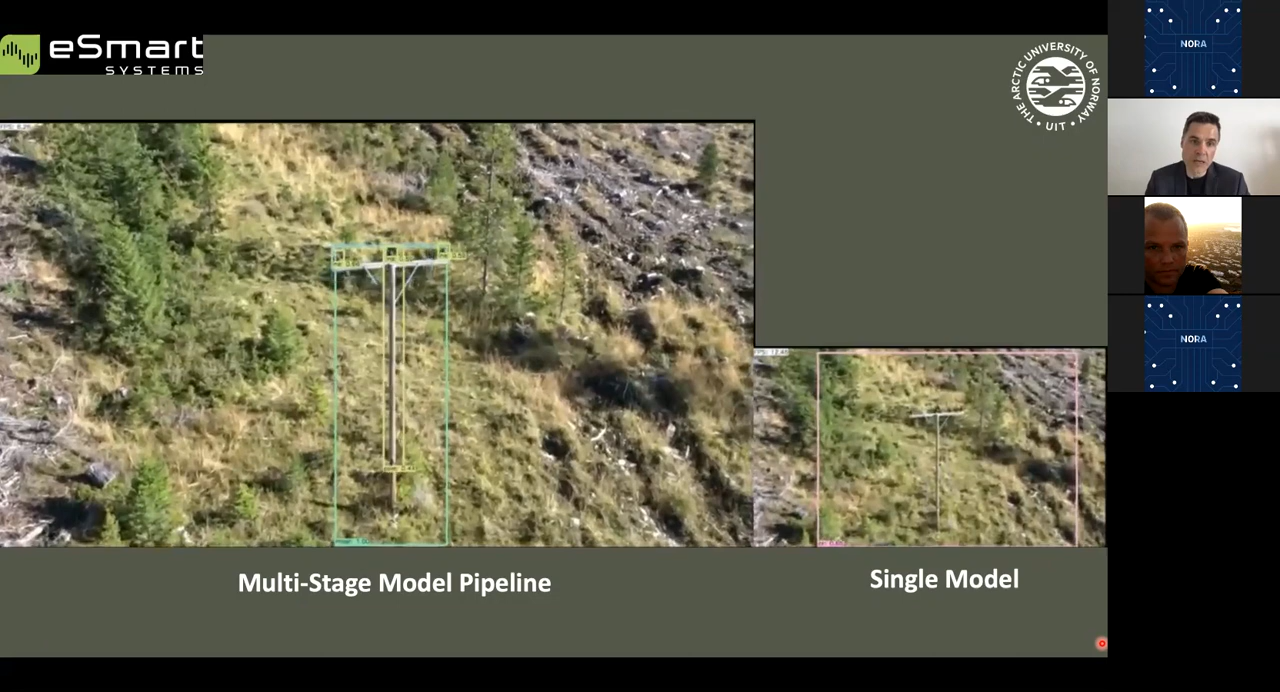 eSmart
SYSTEMS
THE ARCTIC UNIVERSITY OF NORWAY
• UIT •
NORA
NORA
Multi-Stage Model Pipeline
Single Model